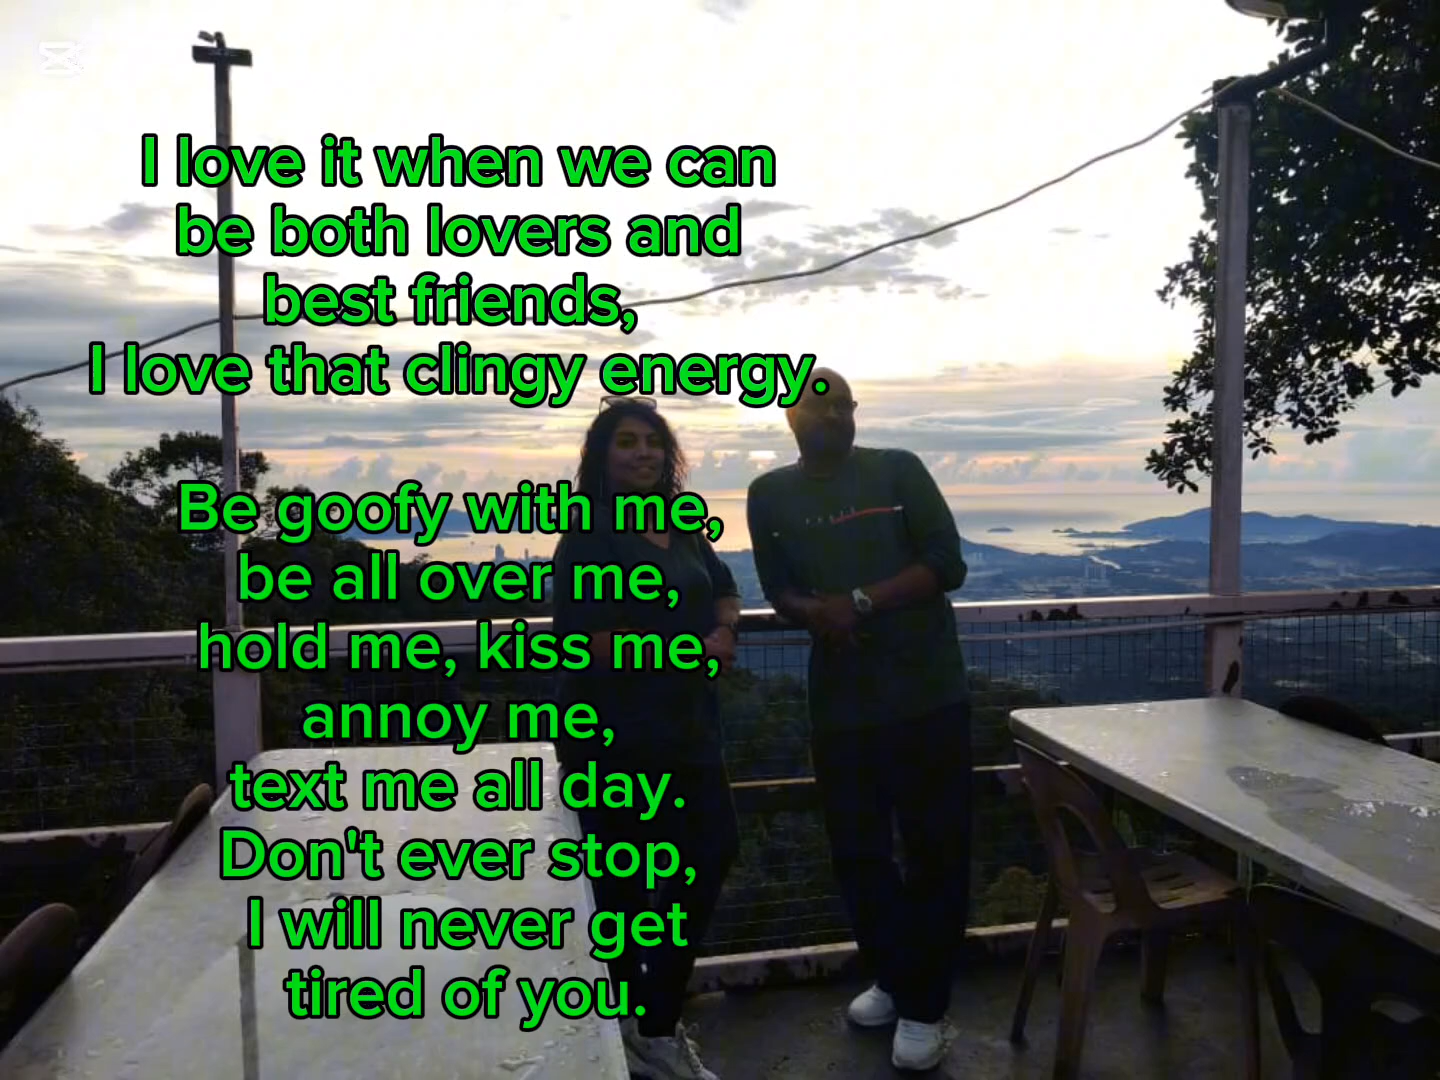 I love it when we can
be both lovers and
best friends,
I love that clingy energy.
Be goofy with me,
be all over me,
hold me, kiss me,
annoy me,
text me all day.
Don't ever stop,
I will never get
tired of you.